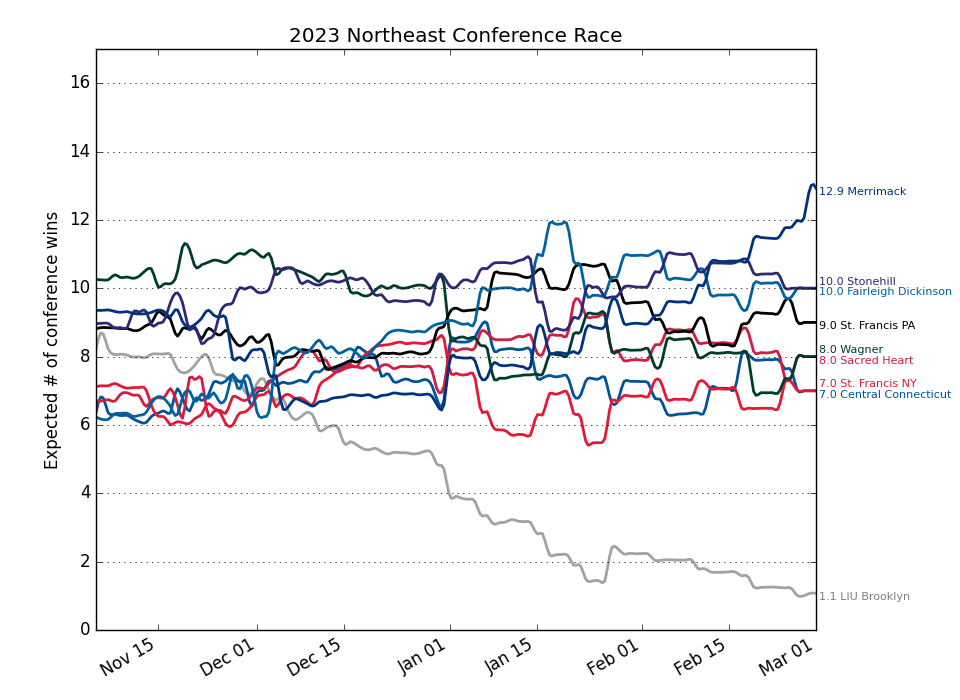 2023 Northeast Conference Race
Expected # of conference wins
16
14
12
10
8
6
4
2
0
12.9 Merrimack
10.0 Stonehill
10.0 Fairleigh Dickinson
9.0 St. Francis PA
8.0 Wagner
8.0 Sacred Heart
7.0 St. Francis NY
7.0 Central Connecticut
1.1 LIU Brooklyn
Nov 15
Dec 01
Dec 15
Jan 01
Jan 15
Feb 01
Feb 15
Mar 01